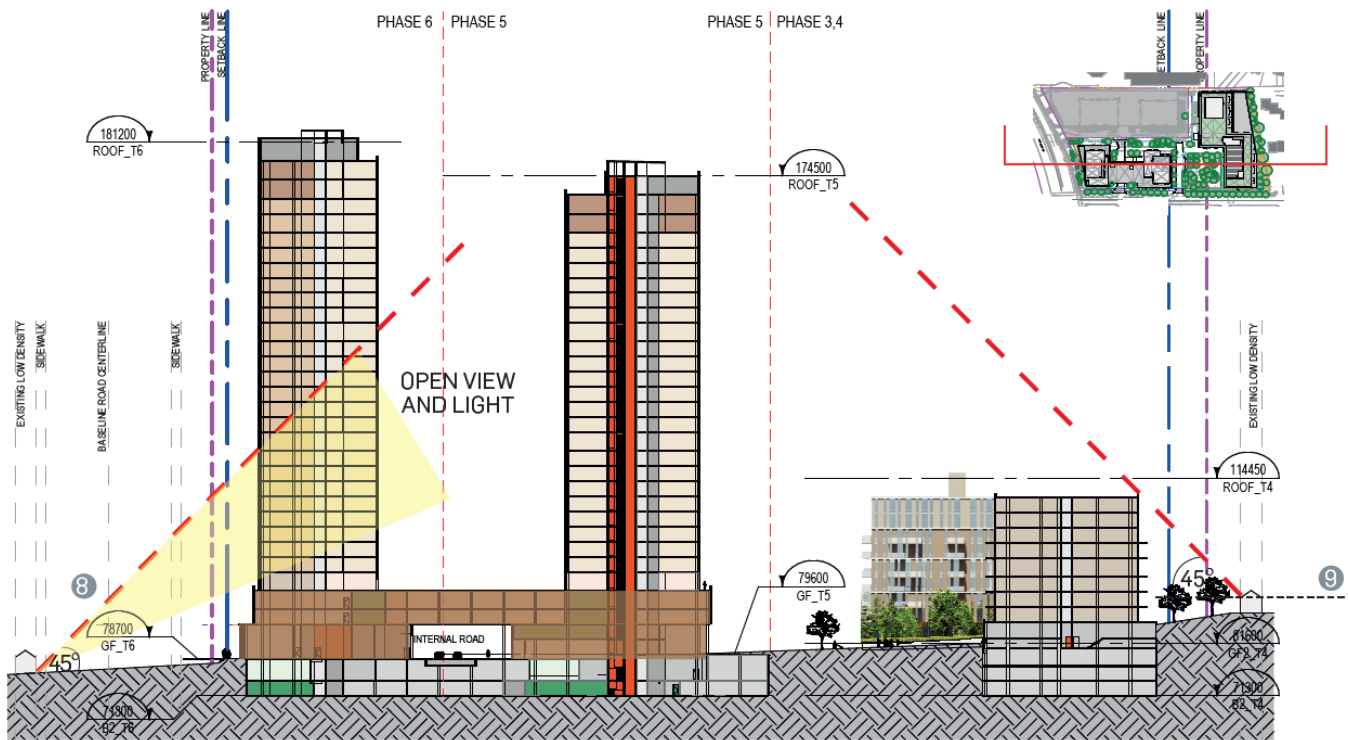 PROPERTY LINE
SETBACK LINE
PHASE 6
PHASE 5
PHASE 5
PHASE 3,4
ETBACK LINE
ROPERTY LINE
181200
ROOF_T6
174500
ROOF_T5
EXISTING LOW DENSITY
SIDEWALK
BASELINE ROAD CENTERLINE
SIDEWALK
OPEN VIEW
AND LIGHT
EXISTING LOW DENSITY
114450
ROOF_T4
8
78700
GF_T6
45°
INTERNAL ROAD
79600
GF_T5
45°
9
81600
GF2_T4
71300
B2_T6
71300
B2_T4